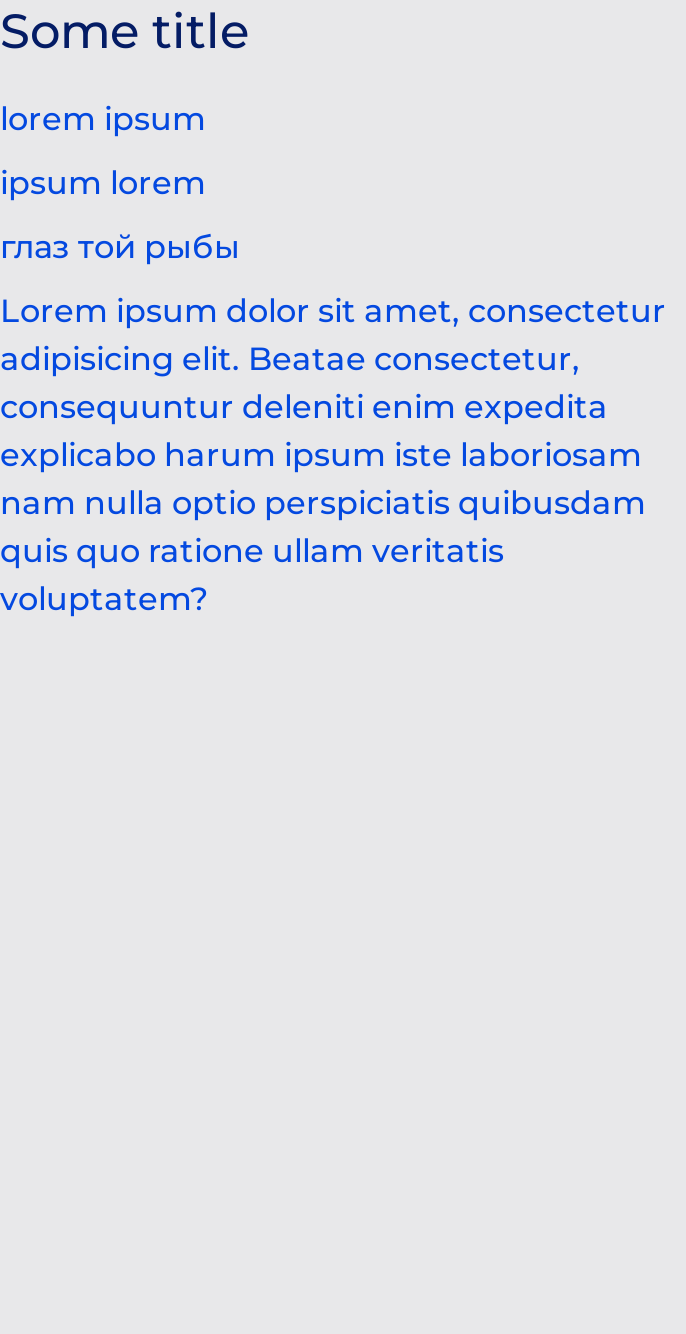 Some title
lorem ipsum
ipsum lorem
глаз той рыбы
Lorem ipsum dolor sit amet, consectetur
adipisicing elit. Beatae consectetur,
consequuntur deleniti enim expedita
explicabo harum ipsum iste laboriosam
nam nulla optio perspiciatis quibusdam
quis quo ratione ullam veritatis
voluptatem?